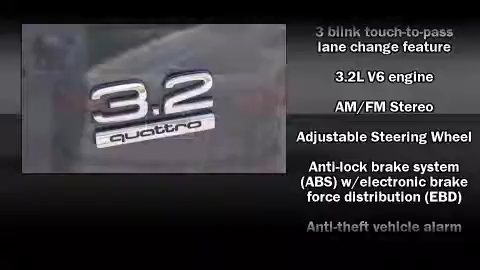 3.2
quattro
3 blink touch-to-pass
lane change feature
3.2L V6 engine
AM/FM Stereo
Adjustable Steering Wheel
Anti-lock brake system
(ABS) w/electronic brake
force distribution (EBD)
Anti-theft vehicle alarm